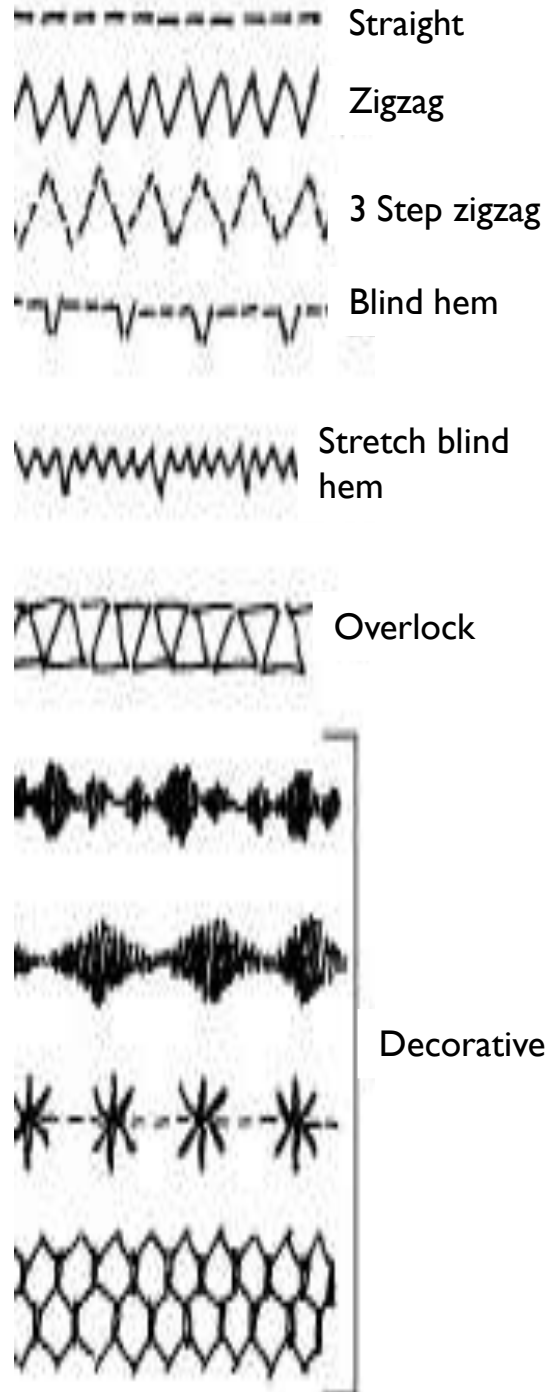 Straight
Zigzag
3 Step zigzag
Blind hem
Stretch blind
hem
Overlock
Decorative